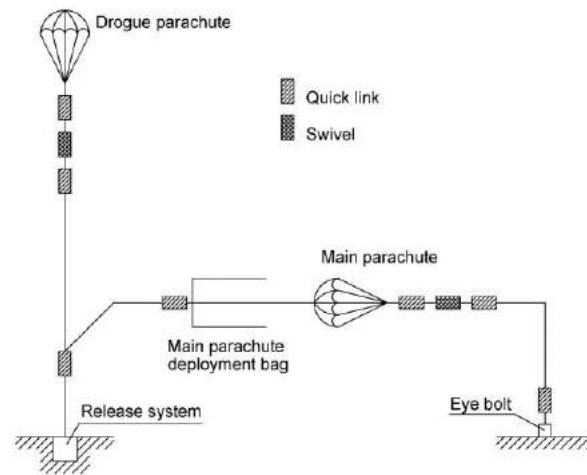 Drogue parachute
Quick link
Swivel
Main parachute
Main parachute
deployment bag
Release system
Eye bolt